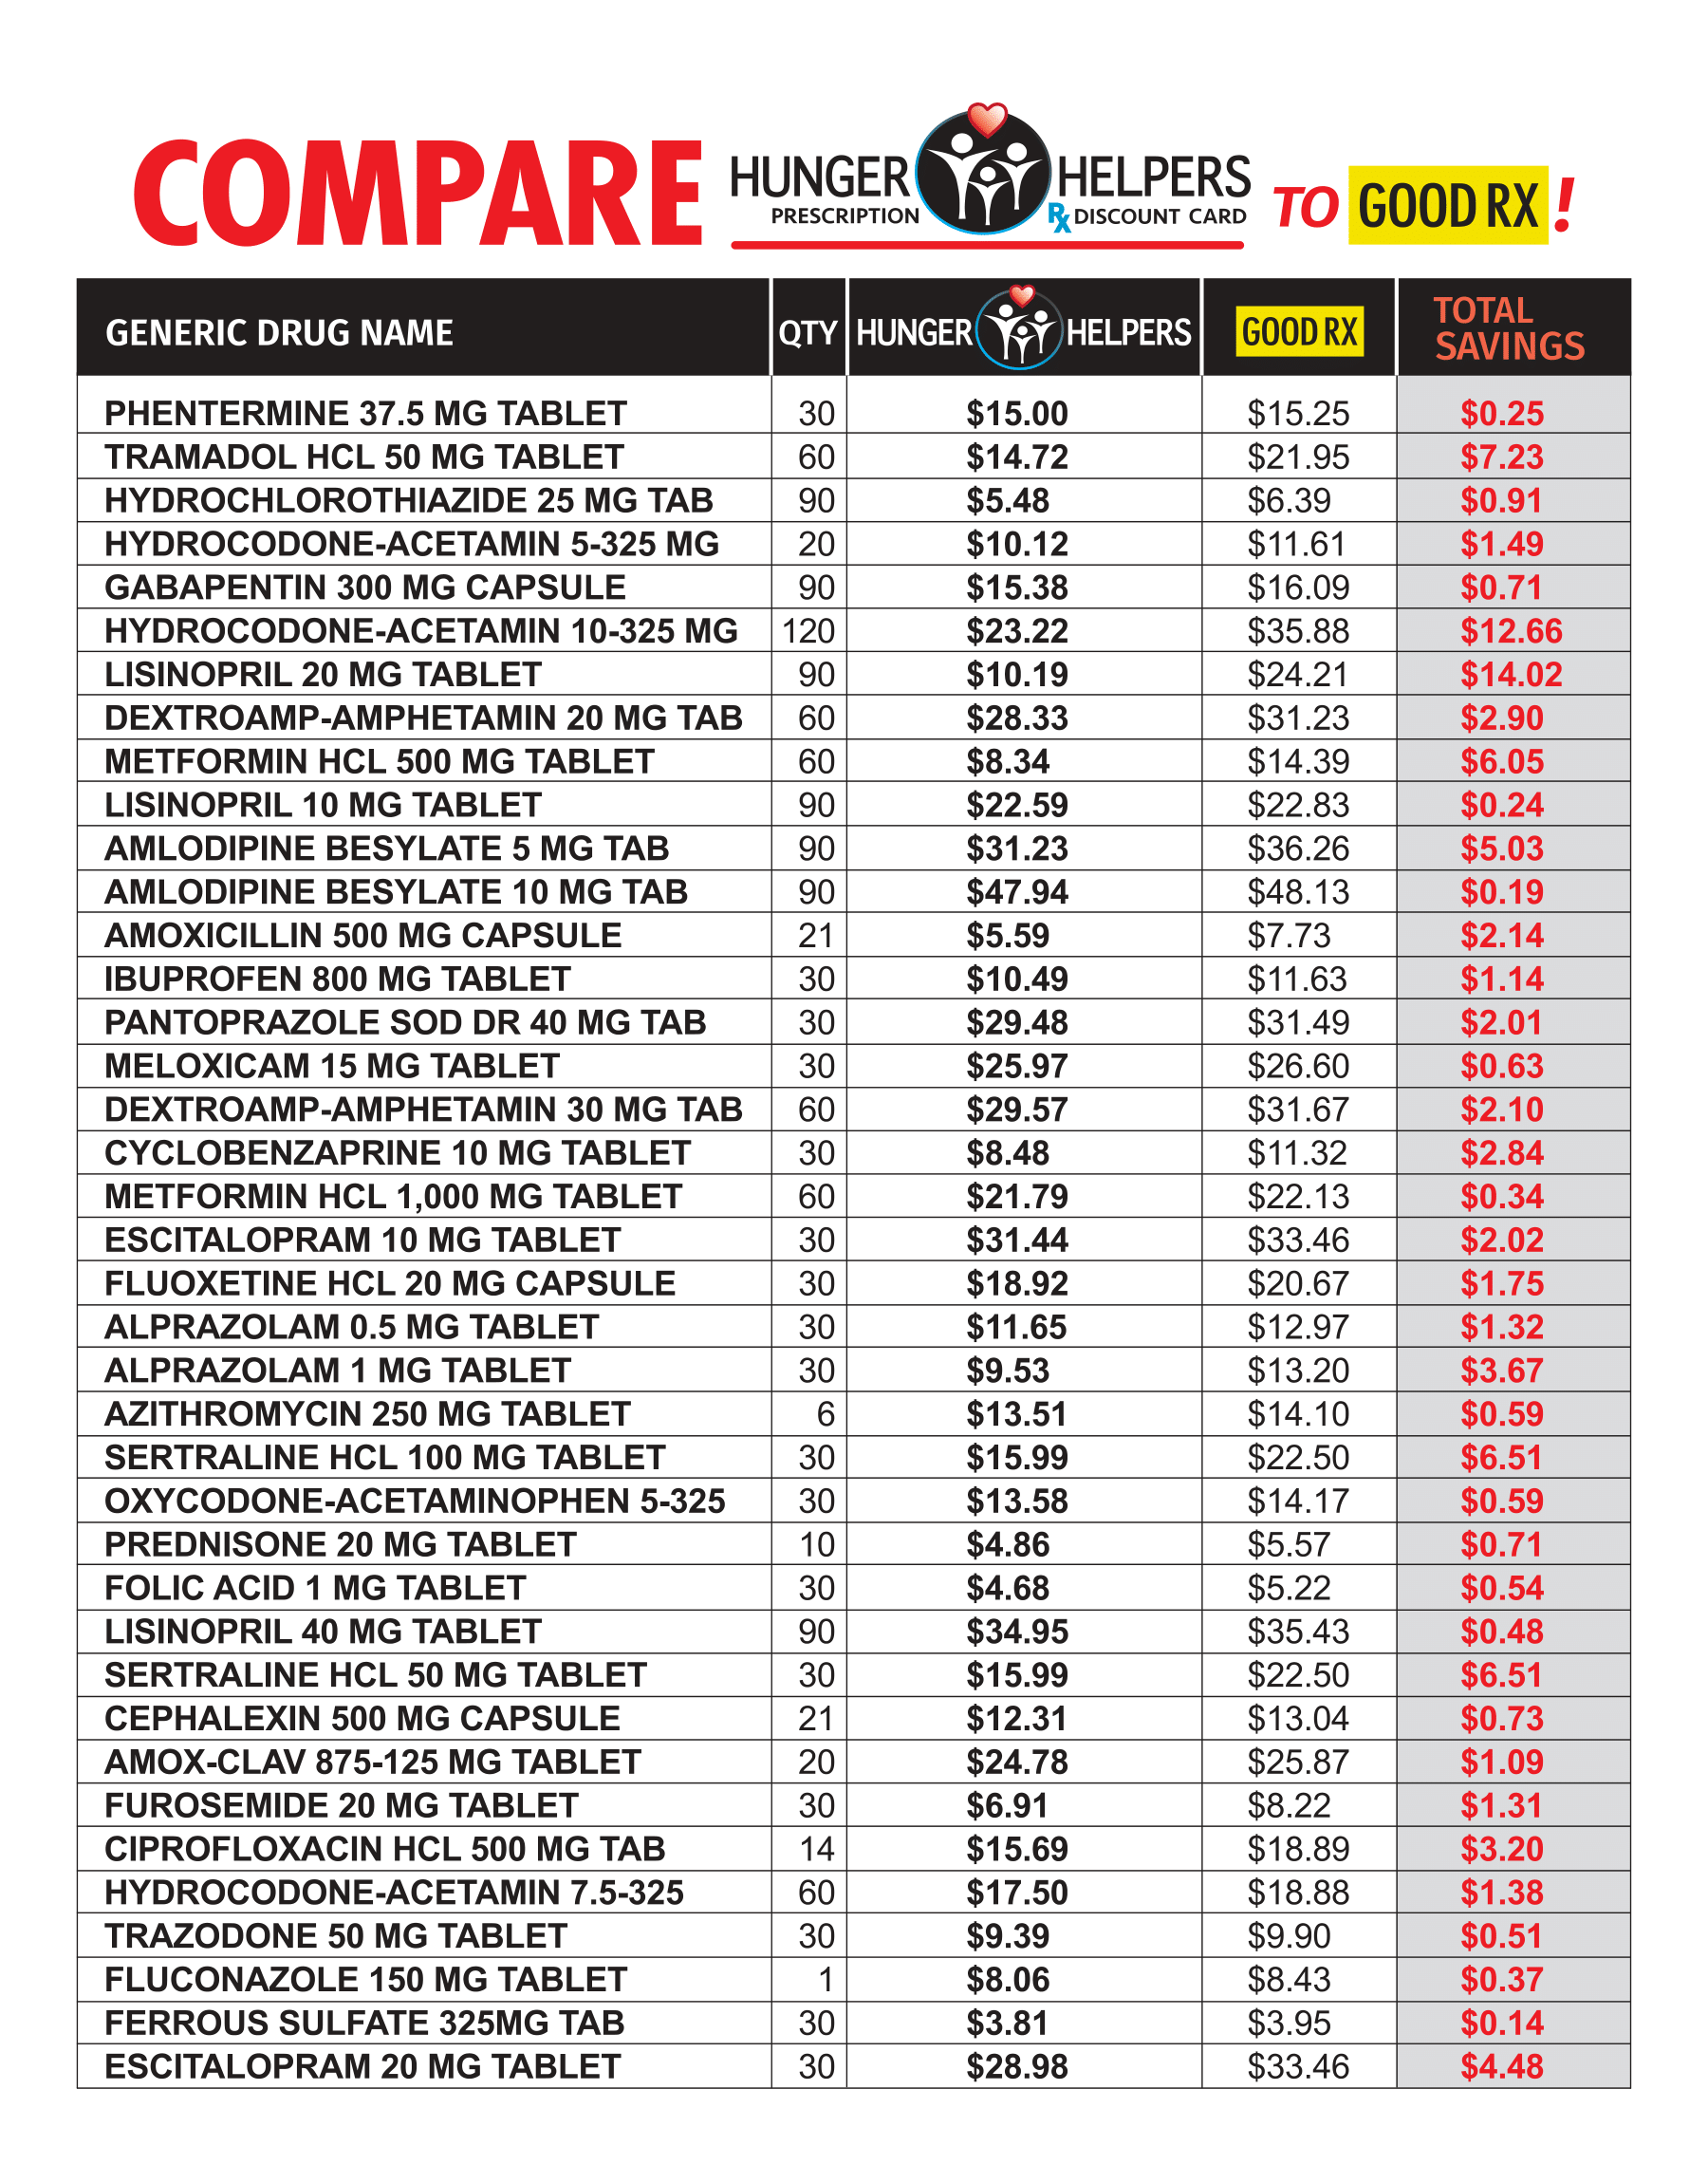 COMPARE HUNGER HELPERS TO GOOD RX!
PRESCRIPTION Rx DISCOUNT CARD
GENERIC DRUG NAME QTY HUNGER HELPERS GOOD RX TOTAL SAVINGS
PHENTERMINE 37.5 MG TABLET 30 $15.00 $15.25 $0.25
TRAMADOL HCL 50 MG TABLET 60 $14.72 $21.95 $7.23
HYDROCHLOROTHIAZIDE 25 MG TAB 90 $5.48 $6.39 $0.91
HYDROCODONE-ACETAMIN 5-325 MG 20 $10.12 $11.61 $1.49
GABAPENTIN 300 MG CAPSULE 90 $15.38 $16.09 $0.71
HYDROCODONE-ACETAMIN 10-325 MG 120 $23.22 $35.88 $12.66
LISINOPRIL 20 MG TABLET 90 $10.19 $24.21 $14.02
DEXTROAMP-AMPHETAMIN 20 MG TAB 60 $28.33 $31.23 $2.90
METFORMIN HCL 500 MG TABLET 60 $8.34 $14.39 $6.05
LISINOPRIL 10 MG TABLET 90 $22.59 $22.83 $0.24
AMLODIPINE BESYLATE 5 MG TAB 90 $31.23 $36.26 $5.03
AMLODIPINE BESYLATE 10 MG TAB 90 $47.94 $48.13 $0.19
AMOXICILLIN 500 MG CAPSULE 21 $5.59 $7.73 $2.14
IBUPROFEN 800 MG TABLET 30 $10.49 $11.63 $1.14
PANTOPRAZOLE SOD DR 40 MG TAB 30 $29.48 $31.49 $2.01
MELOXICAM 15 MG TABLET 30 $25.97 $26.60 $0.63
DEXTROAMP-AMPHETAMIN 30 MG TAB 60 $29.57 $31.67 $2.10
CYCLOBENZAPRINE 10 MG TABLET 30 $8.48 $11.32 $2.84
METFORMIN HCL 1,000 MG TABLET 60 $21.79 $22.13 $0.34
ESCITALOPRAM 10 MG TABLET 30 $31.44 $33.46 $2.02
FLUOXETINE HCL 20 MG CAPSULE 30 $18.92 $20.67 $1.75
ALPRAZOLAM 0.5 MG TABLET 30 $11.65 $12.97 $1.32
ALPRAZOLAM 1 MG TABLET 30 $9.53 $13.20 $3.67
AZITHROMYCIN 250 MG TABLET 6 $13.51 $14.10 $0.59
SERTRALINE HCL 100 MG TABLET 30 $15.99 $22.50 $6.51
OXYCODONE-ACETAMINOPHEN 5-325 30 $13.58 $14.17 $0.59
PREDNISONE 20 MG TABLET 10 $4.86 $5.57 $0.71
FOLIC ACID 1 MG TABLET 30 $4.68 $5.22 $0.54
LISINOPRIL 40 MG TABLET 90 $34.95 $35.43 $0.48
SERTRALINE HCL 50 MG TABLET 30 $15.99 $22.50 $6.51
CEPHALEXIN 500 MG CAPSULE 21 $12.31 $13.04 $0.73
AMOX-CLAV 875-125 MG TABLET 20 $24.78 $25.87 $1.09
FUROSEMIDE 20 MG TABLET 30 $6.91 $8.22 $1.31
CIPROFLOXACIN HCL 500 MG TAB 14 $15.69 $18.89 $3.20
HYDROCODONE-ACETAMIN 7.5-325 60 $17.50 $18.88 $1.38
TRAZODONE 50 MG TABLET 30 $9.39 $9.90 $0.51
FLUCONAZOLE 150 MG TABLET 1 $8.06 $8.43 $0.37
FERROUS SULFATE 325MG TAB 30 $3.81 $3.95 $0.14
ESCITALOPRAM 20 MG TABLET 30 $28.98 $33.46 $4.48